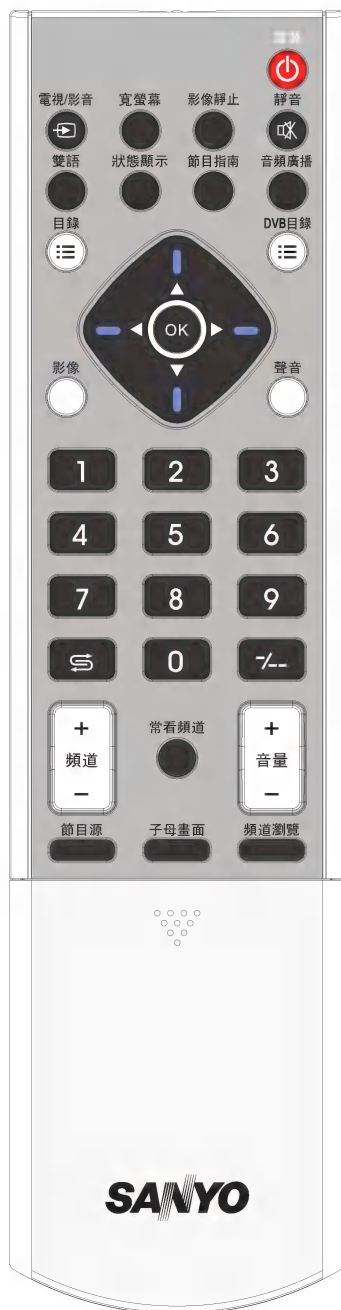 電視/影音 寬螢幕 影像靜止 靜音
雙語 狀態顯示 節目指南 音頻廣播
目錄 DVB目錄
OK
影像 聲音
1 2 3
4 5 6
7 8 9
0 -/--
+ 常看頻道 +
頻道 音量
− −
節目源 子母畫面 頻道瀏覽
SANYO